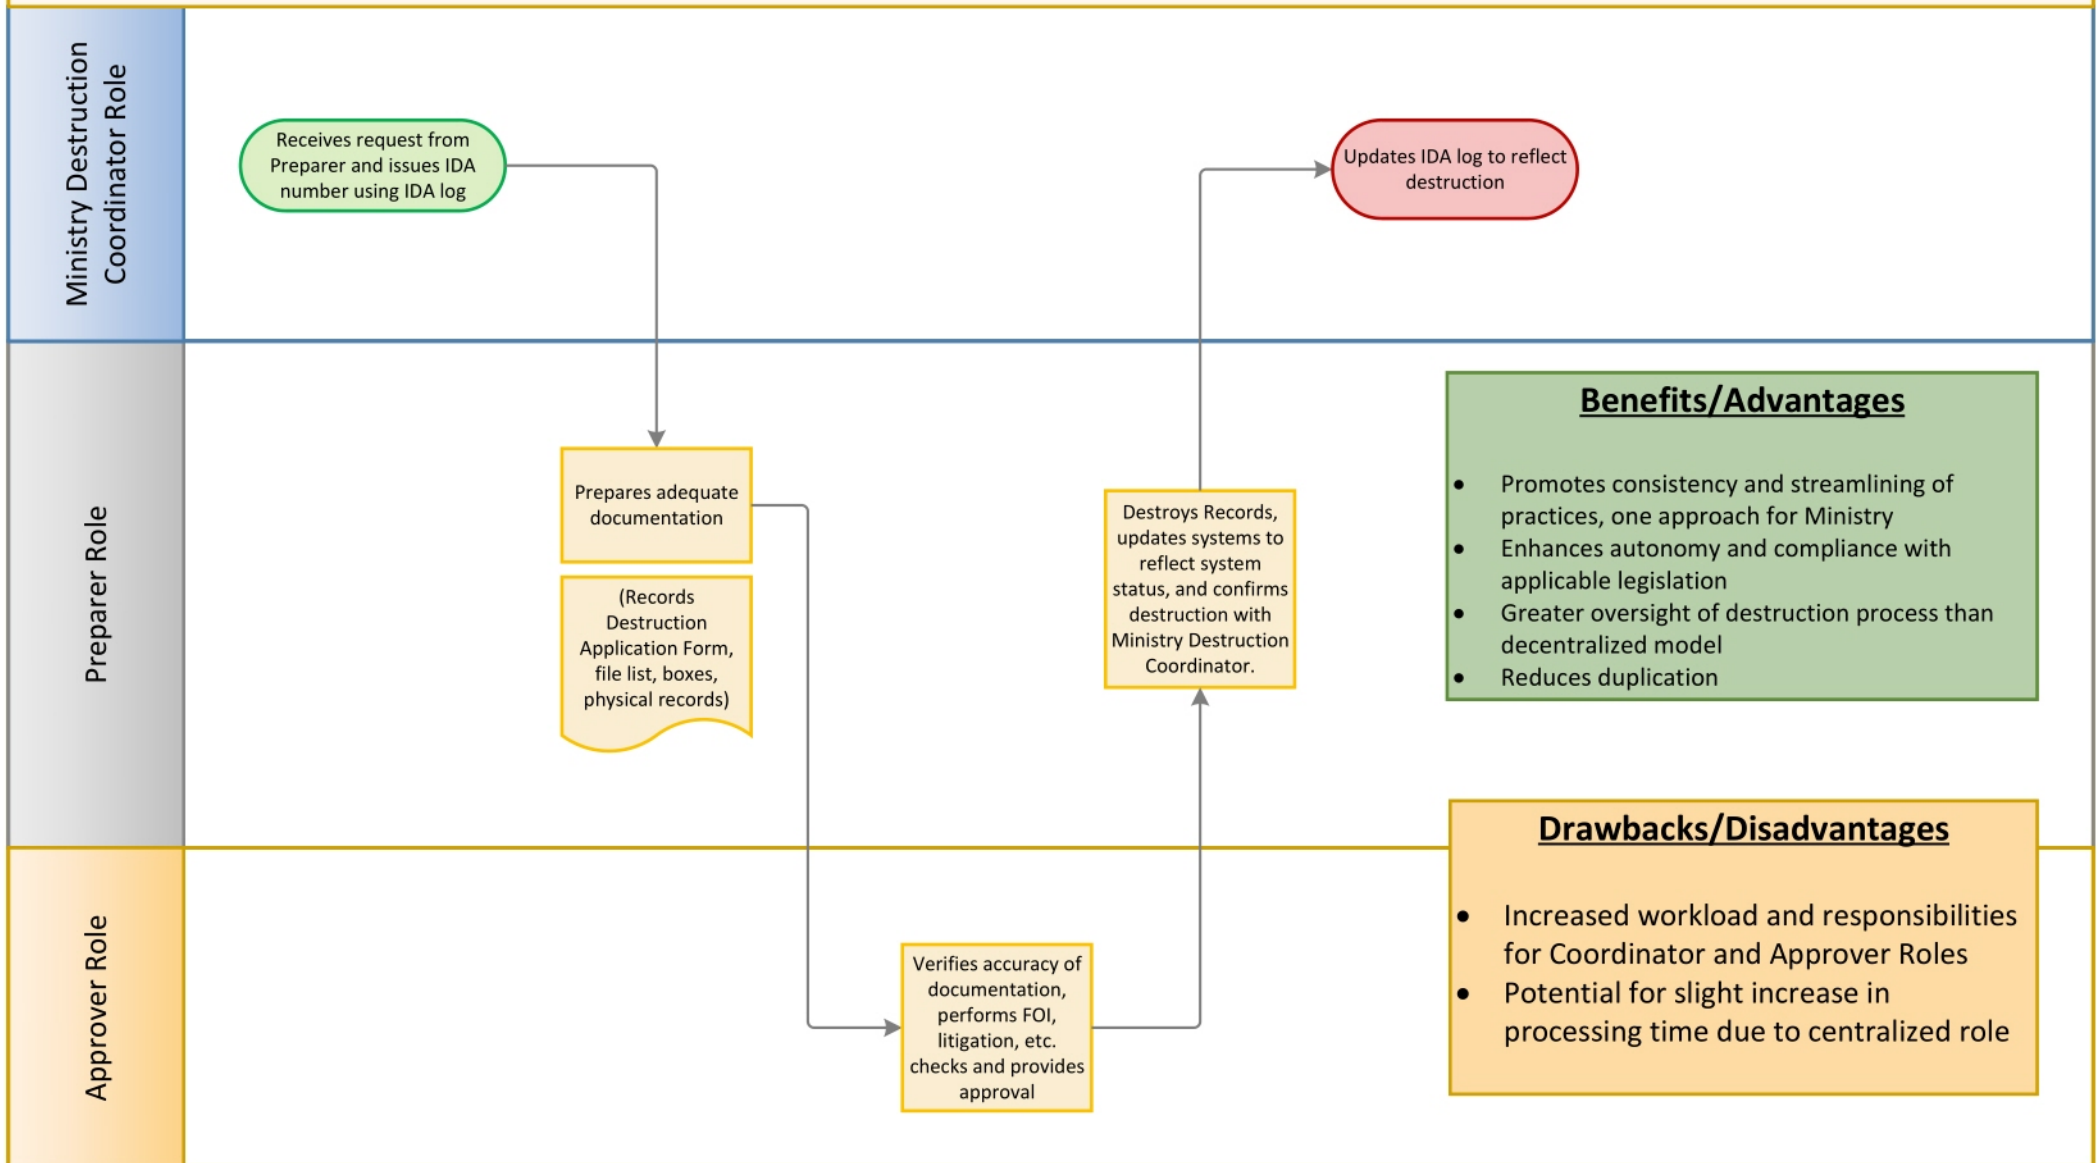 Ministry Destruction
Coordinator Role
Receives request from
Preparer and issues IDA
number using IDA log
Updates IDA log to reflect
destruction
Preparer Role
Prepares adequate
documentation
(Records
Destruction
Application Form,
file list, boxes,
physical records)
Destroys Records,
updates systems to
reflect system
status, and confirms
destruction with
Ministry Destruction
Coordinator.
Benefits/Advantages
• Promotes consistency and streamlining of
practices, one approach for Ministry
• Enhances autonomy and compliance with
applicable legislation
• Greater oversight of destruction process than
decentralized model
• Reduces duplication
Approver Role
Verifies accuracy of
documentation,
performs FOI,
litigation, etc.
checks and provides
approval
Drawbacks/Disadvantages
• Increased workload and responsibilities
for Coordinator and Approver Roles
• Potential for slight increase in
processing time due to centralized role